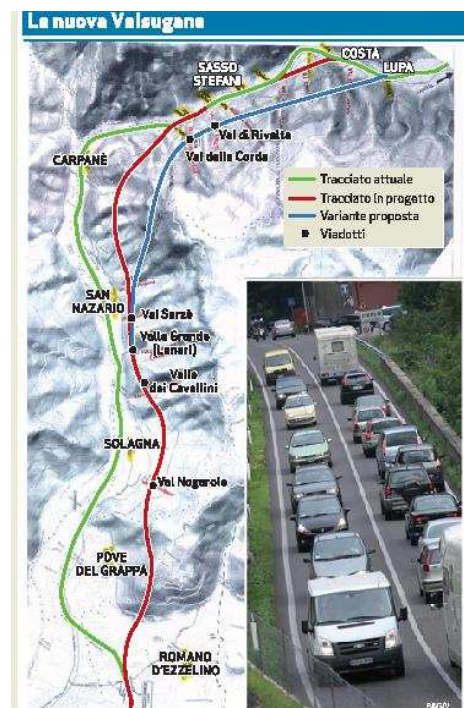 La nuova Valsugana
COSTA
SASSO
STEFANI
LUPA
Val di Rivalta
Val della Corda
CARPANÈ
Tracciato attuale
Tracciato in progetto
Variante proposta
Viadotti
SAN
NAZARIO
Val Sarzè
Valle Grande
(Lanari)
Valle
dei Cavallini
SOLAGNA
Val Nogarole
POVE
DEL GRAPPA
ROMANO
D'EZZELINO